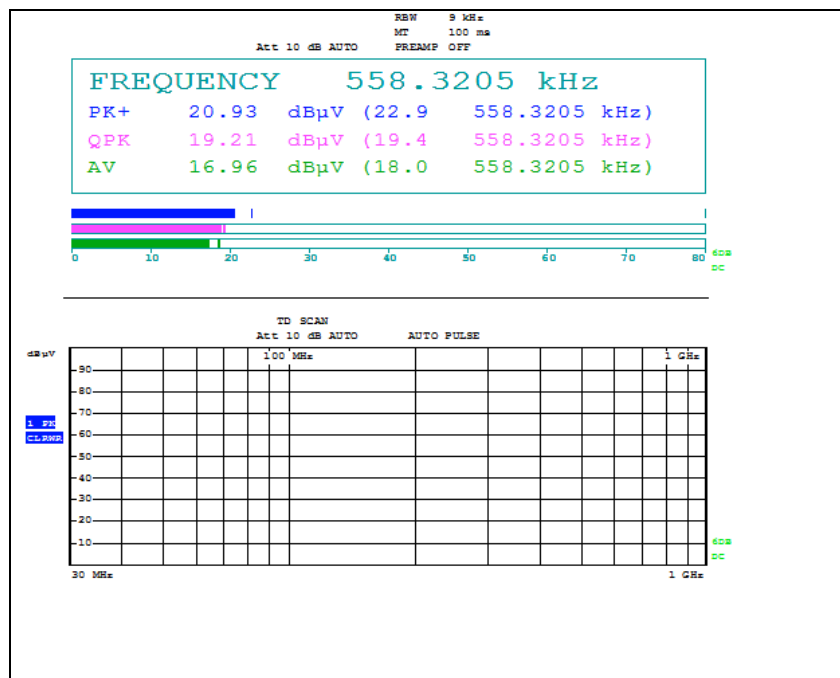 RBW 9 kHz
MT 100 ms
Att 10 dB AUTO PREAMP OFF
FREQUENCY 558.3205 kHz
PK+ 20.93 dBµV (22.9 558.3205 kHz)
QPK 19.21 dBµV (19.4 558.3205 kHz)
AV 16.96 dBµV (18.0 558.3205 kHz)
0 10 20 30 40 50 60 70 80
6DB
DC
TD SCAN
Att 10 dB AUTO AUTO PULSE
dBµV
100 MHz 1 GHz
90
80
70
1 PK
CLRWR
60
50
40
30
20
10
6DB
DC
30 MHz 1 GHz